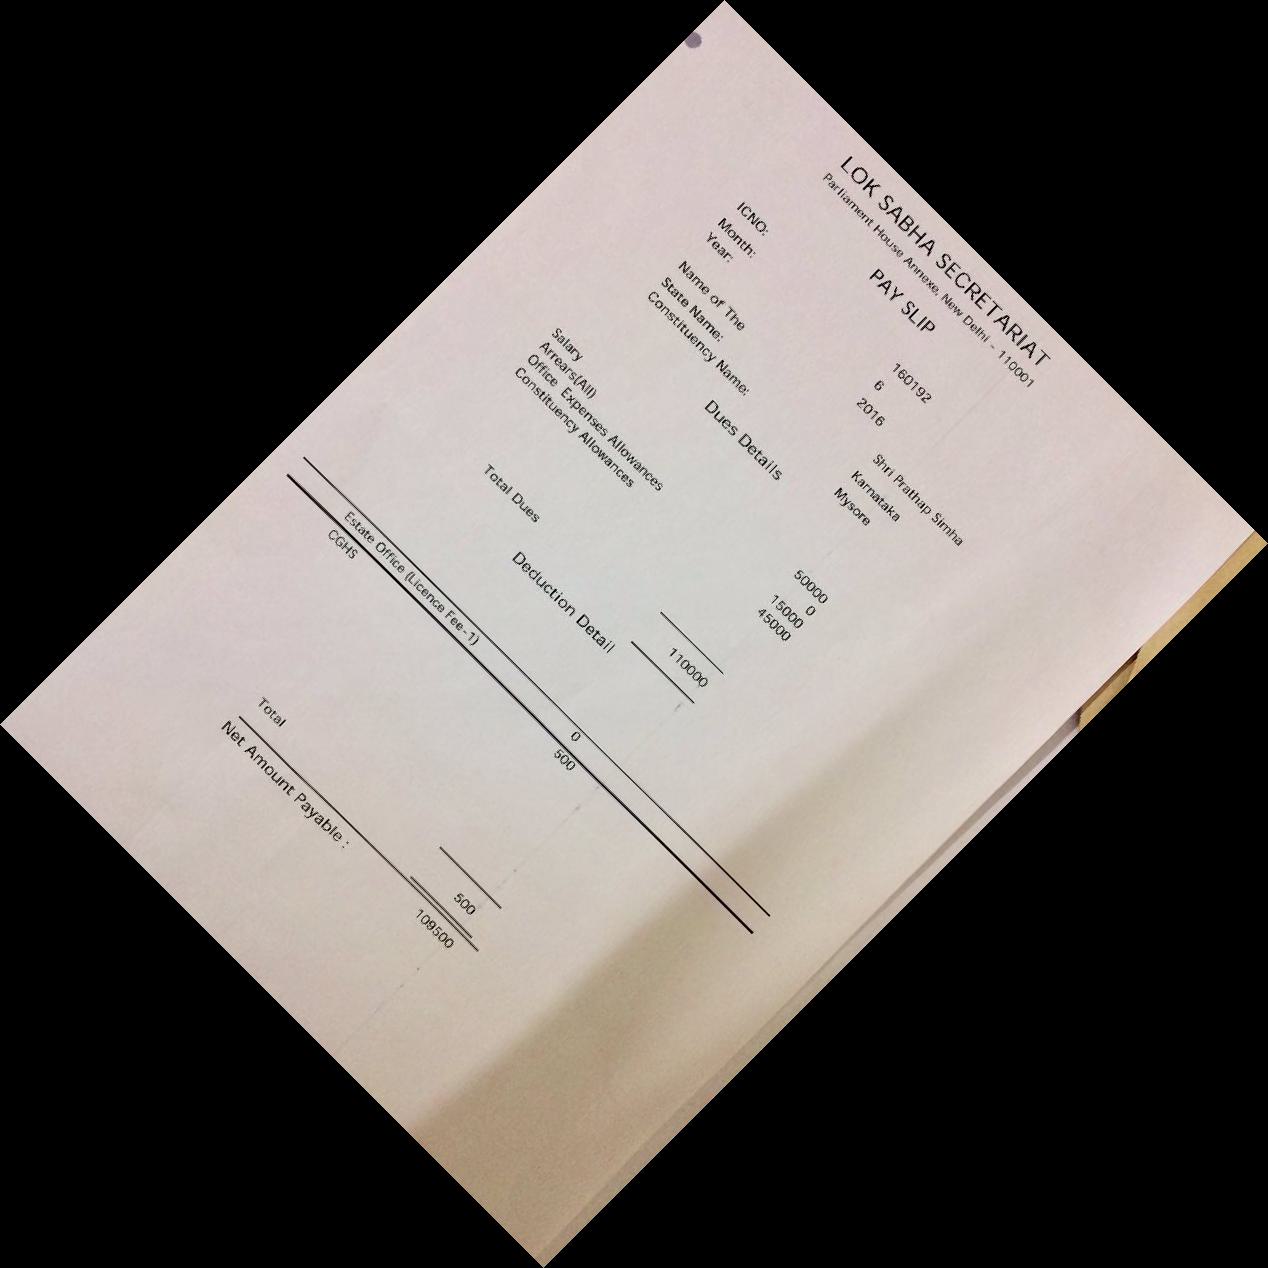 LOK SABHA SECRETARIAT
Parliament House Annexe, New Delhi - 110001
PAY SLIP
ICNO: 160192
Month: 6
Year: 2016
Name of The Shri Prathap Simha
State Name: Karnataka
Constituency Name: Mysore
Dues Details
Salary 50000
Arrears(All) 0
Office Expenses Allowances 15000
Constituency Allowances 45000
Total Dues 110000
Deduction Detail
Estate Office (Licence Fee-1) 0
CGHS 500
Total 500
Net Amount Payable : 109500